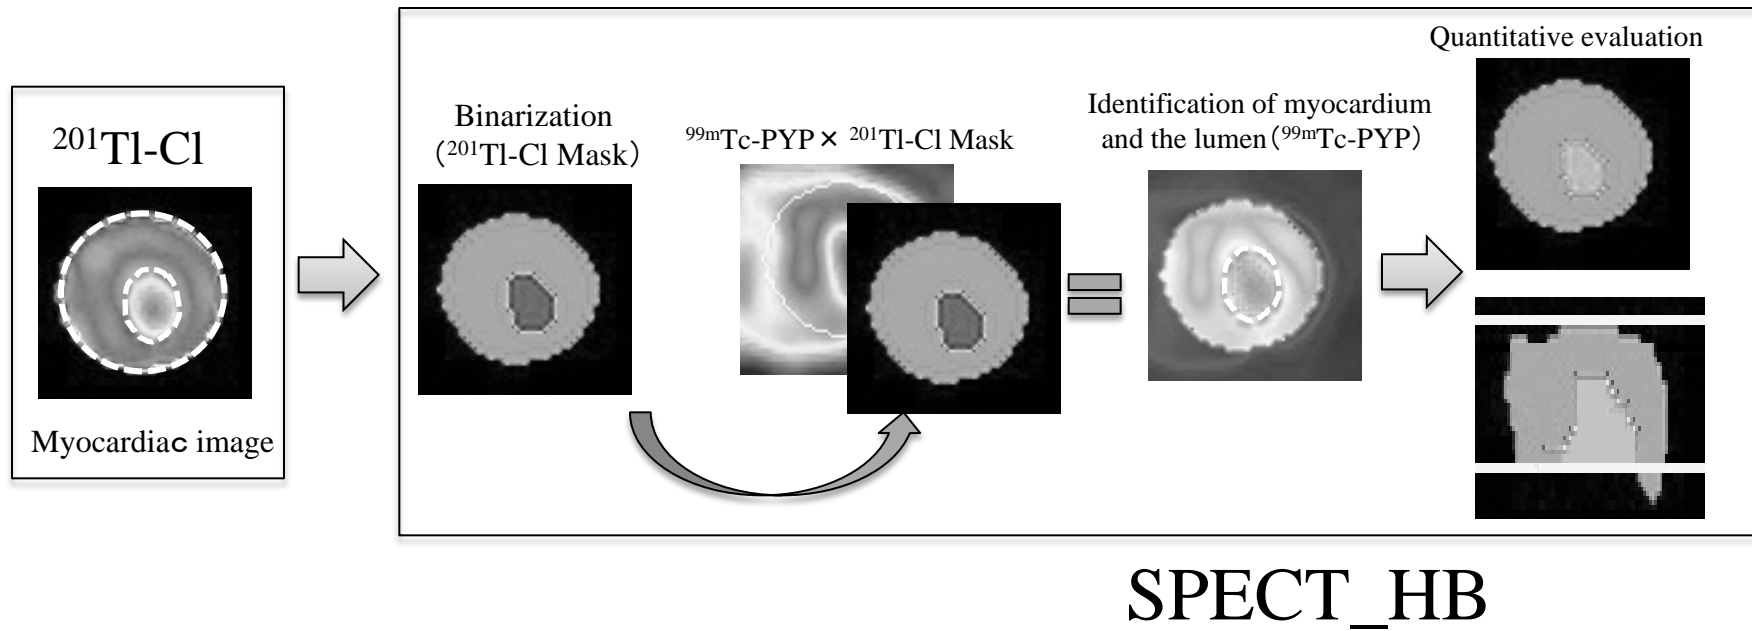 ²⁰¹Tl-Cl
Myocardiac image
Binarization
（²⁰¹Tl-Cl Mask）
⁹⁹ᵐTc-PYP × ²⁰¹Tl-Cl Mask
Identification of myocardium
and the lumen（⁹⁹ᵐTc-PYP）
Quantitative evaluation
SPECT_HB